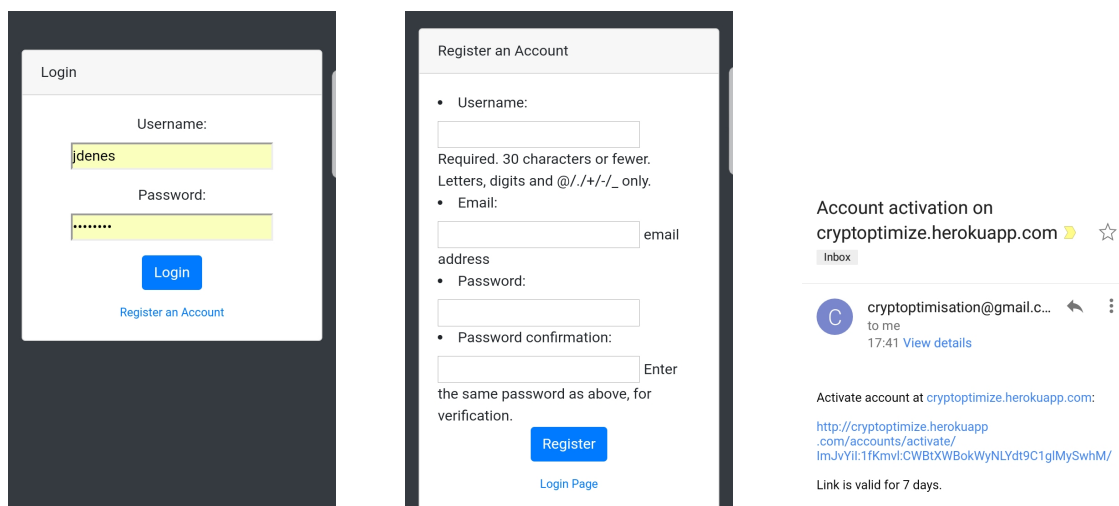 Login
Username:
jdenes
Password:
••••••••
Login
Register an Account
Register an Account
• Username:
Required. 30 characters or fewer.
Letters, digits and @/./+/-/_ only.
• Email:
email
address
• Password:
• Password confirmation:
Enter
the same password as above, for
verification.
Register
Login Page
Account activation on
cryptoptimize.herokuapp.com
Inbox
C
cryptoptimisation@gmail.c...
to me
17:41 View details
Activate account at cryptoptimize.herokuapp.com:
http://cryptoptimize.herokuapp
.com/accounts/activate/
ImJvYiI:1fKmvl:CWBtXWBokWyNLYdt9C1glMySwhM/
Link is valid for 7 days.